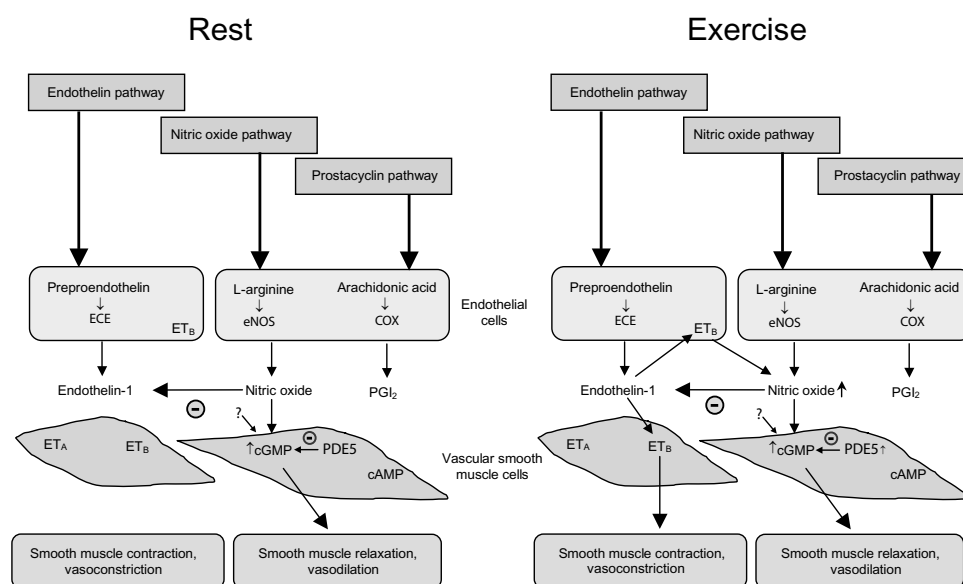 Rest
Endothelin pathway
Nitric oxide pathway
Prostacyclin pathway
Preproendothelin
↓
ECE
ET_B
L-arginine
↓
eNOS
Arachidonic acid
↓
COX
Endothelin-1
Nitric oxide
PGI₂
−
ET_A
ET_B
?
↑cGMP
−
PDE5
cAMP
Smooth muscle contraction,
vasoconstriction
Smooth muscle relaxation,
vasodilation
Endothelial
cells
Vascular smooth
muscle cells
Exercise
Endothelin pathway
Nitric oxide pathway
Prostacyclin pathway
Preproendothelin
↓
ECE
ET_B
L-arginine
↓
eNOS
Arachidonic acid
↓
COX
Endothelin-1
Nitric oxide ↑
PGI₂
−
ET_A
ET_B
?
↑cGMP
−
PDE5↑
cAMP
Smooth muscle contraction,
vasoconstriction
Smooth muscle relaxation,
vasodilation